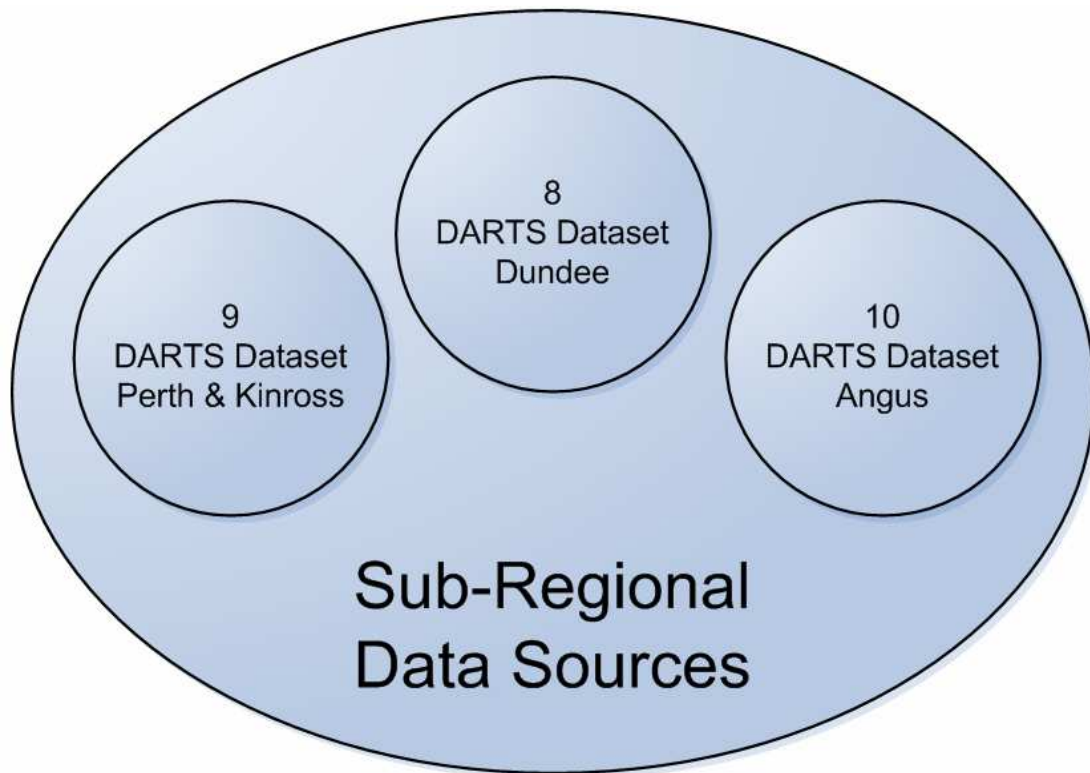 8
DARTS Dataset
Dundee
9
DARTS Dataset
Perth & Kinross
10
DARTS Dataset
Angus
Sub-Regional
Data Sources